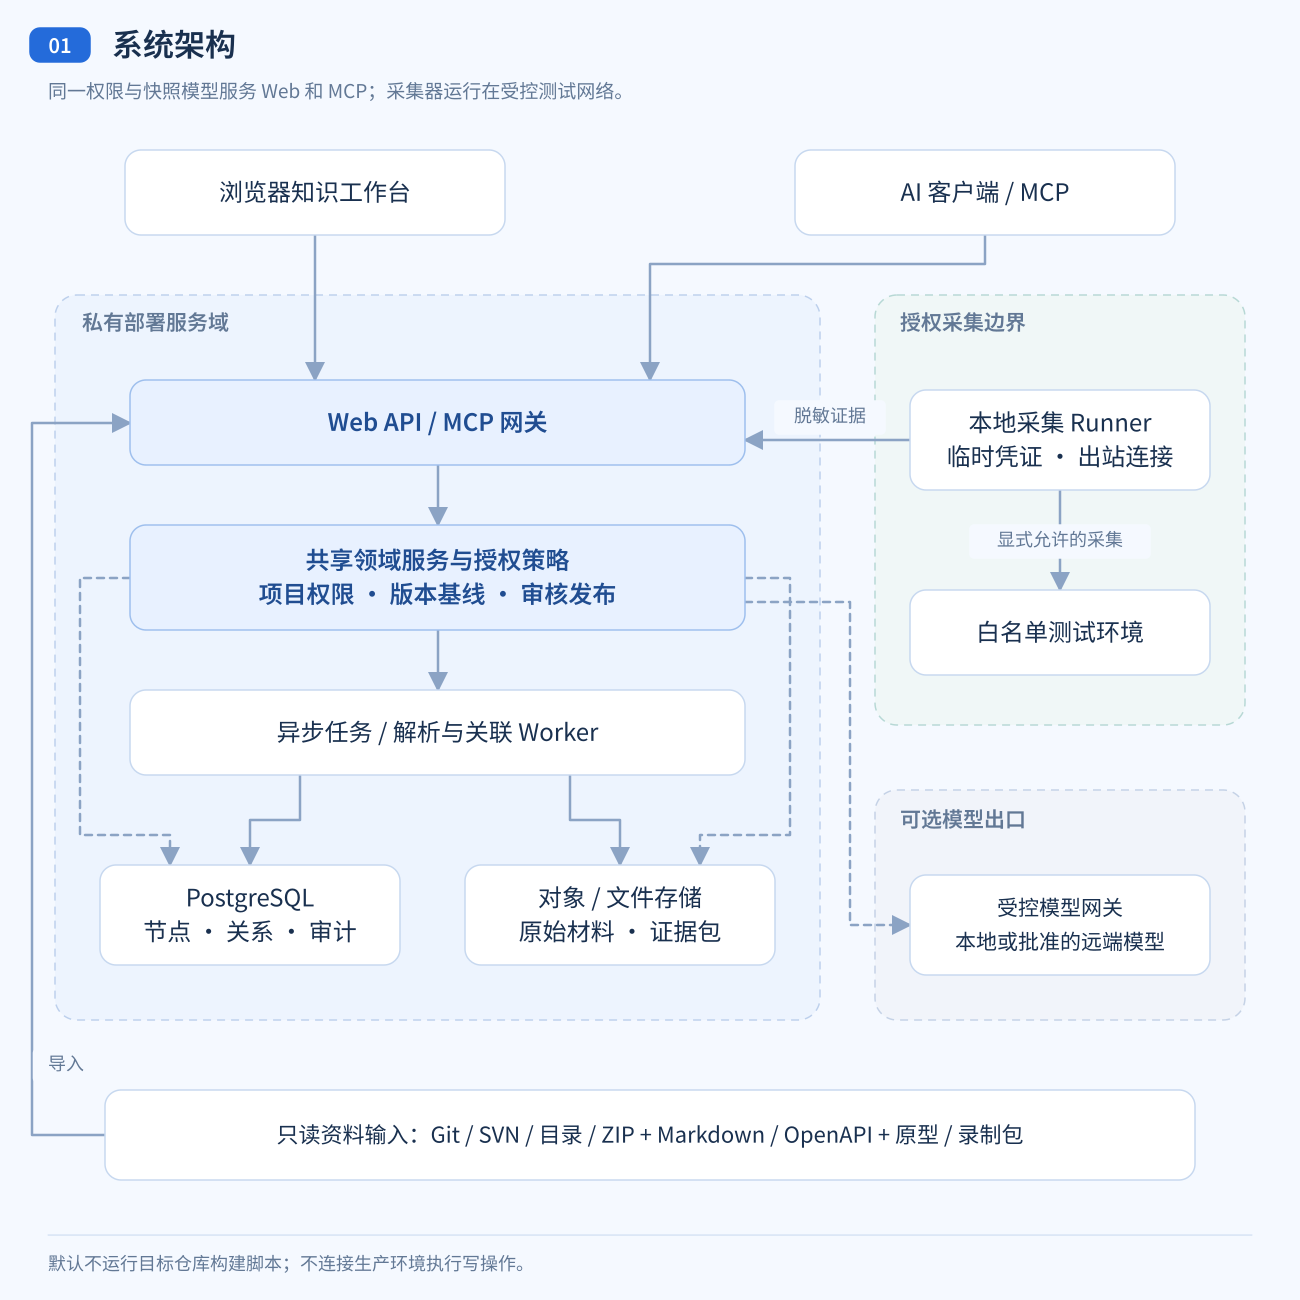 01
系统架构
同一权限与快照模型服务 Web 和 MCP；采集器运行在受控测试网络。
浏览器知识工作台
AI 客户端 / MCP
私有部署服务域
授权采集边界
Web API / MCP 网关
脱敏证据
本地采集 Runner
临时凭证 • 出站连接
显式允许的采集
共享领域服务与授权策略
项目权限 • 版本基线 • 审核发布
白名单测试环境
异步任务 / 解析与关联 Worker
可选模型出口
PostgreSQL
节点 • 关系 • 审计
对象 / 文件存储
原始材料 • 证据包
受控模型网关
本地或批准的远端模型
导入
只读资料输入：Git / SVN / 目录 / ZIP + Markdown / OpenAPI + 原型 / 录制包
默认不运行目标仓库构建脚本；不连接生产环境执行写操作。